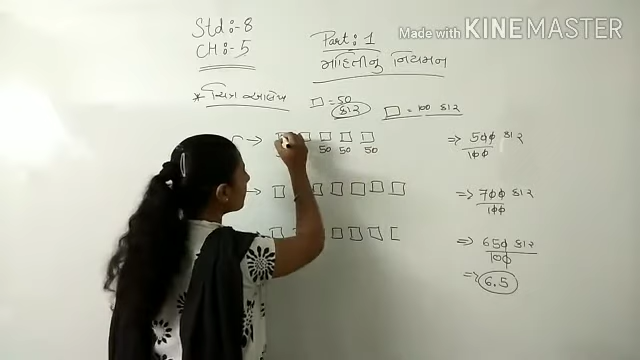 Made with KINEMASTER
Std:- 8
CH:- 5
Part: 1
માહિતીનું નિયમન
* ચિત્ર આલેખ
□ = 50 કાર
□ = 100 કાર
50 50 50
=> 500 કાર
100
=> 700 કાર
100
=> 650 કાર
100
=> 6.5